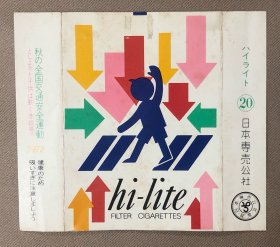 秋の全国交通安全運動
健康のため
吸いすぎに注意しましょう
hi-lite
FILTER CIGARETTES
ハイライト
20
日本専売公社